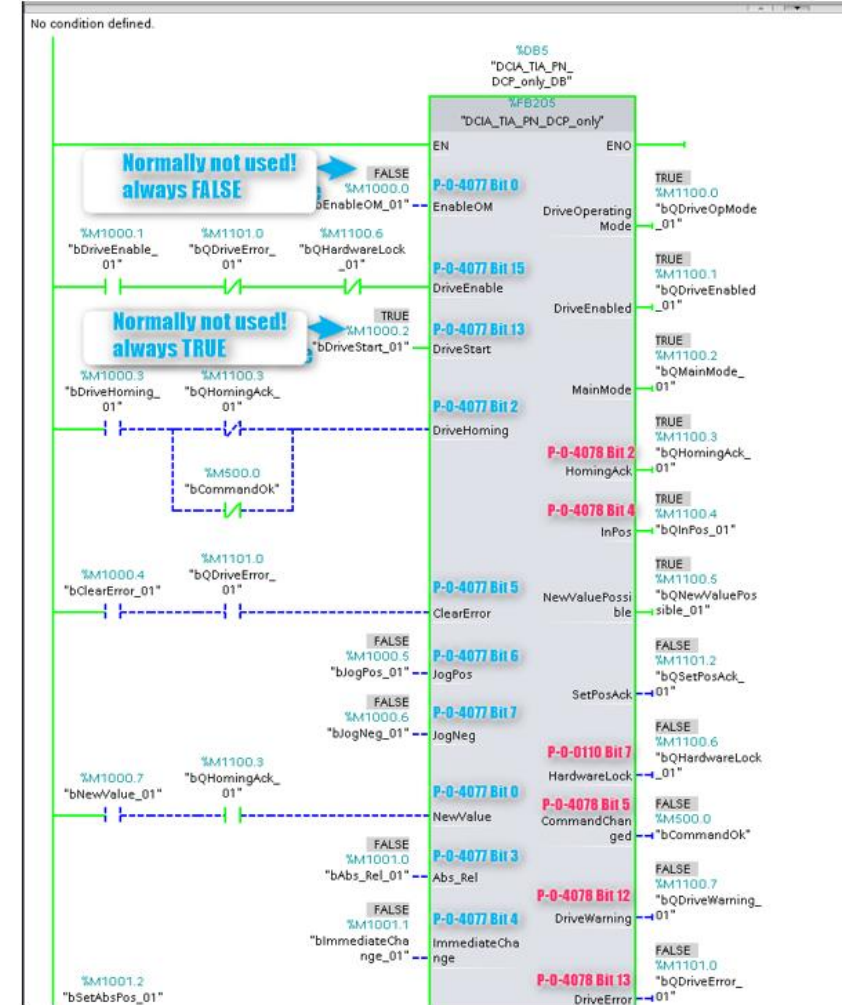 No condition defined.
%DB5
"DCIA_TIA_PN_
DCP_only_DB"
%FB205
"DCIA_TIA_PN_DCP_only"
EN
ENO
Normally not used!
always FALSE
FALSE
%M1000.0
bEnableOM_01"
P-0-4077 Bit 0
EnableOM
TRUE
%M1100.0
"bQDriveOpMode
_01"
DriveOperating
Mode
%M1000.1
"bDriveEnable_
01"
%M1101.0
"bQDriveError_
01"
%M1100.6
"bQHardwareLock
_01"
P-0-4077 Bit 15
DriveEnable
TRUE
%M1100.1
"bQDriveEnabled
_01"
DriveEnabled
Normally not used!
always TRUE
TRUE
%M1000.2
"bDriveStart_01"
P-0-4077 Bit 13
DriveStart
TRUE
%M1100.2
"bQMainMode_
01"
MainMode
%M1000.3
"bDriveHoming_
01"
%M1100.3
"bQHomingAck_
01"
P-0-4077 Bit 2
DriveHoming
%M500.0
"bCommandOk"
P-0-4078 Bit 2
HomingAck
TRUE
%M1100.3
"bQHomingAck_
01"
P-0-4078 Bit 4
InPos
TRUE
%M1100.4
"bQInPos_01"
%M1000.4
"bClearError_01"
%M1101.0
"bQDriveError_
01"
P-0-4077 Bit 5
ClearError
NewValuePossi
ble
TRUE
%M1100.5
"bQNewValuePos
sible_01"
FALSE
%M1000.5
"bJogPos_01"
P-0-4077 Bit 6
JogPos
SetPosAck
FALSE
%M1101.2
"bQSetPosAck_
01"
FALSE
%M1000.6
"bJogNeg_01"
P-0-4077 Bit 7
JogNeg
P-0-0110 Bit 7
HardwareLock
FALSE
%M1100.6
"bQHardwareLock
_01"
%M1000.7
"bNewValue_01"
%M1100.3
"bQHomingAck_
01"
P-0-4077 Bit 0
NewValue
P-0-4078 Bit 5
CommandChan
ged
FALSE
%M500.0
"bCommandOk"
FALSE
%M1001.0
"bAbs_Rel_01"
P-0-4077 Bit 3
Abs_Rel
P-0-4078 Bit 12
DriveWarning
FALSE
%M1100.7
"bQDriveWarning_
01"
FALSE
%M1001.1
"bImmediateCha
nge_01"
P-0-4077 Bit 4
ImmediateCha
nge
P-0-4078 Bit 13
DriveError
FALSE
%M1101.0
"bQDriveError_
01"
%M1001.2
"bSetAbsPos_01"